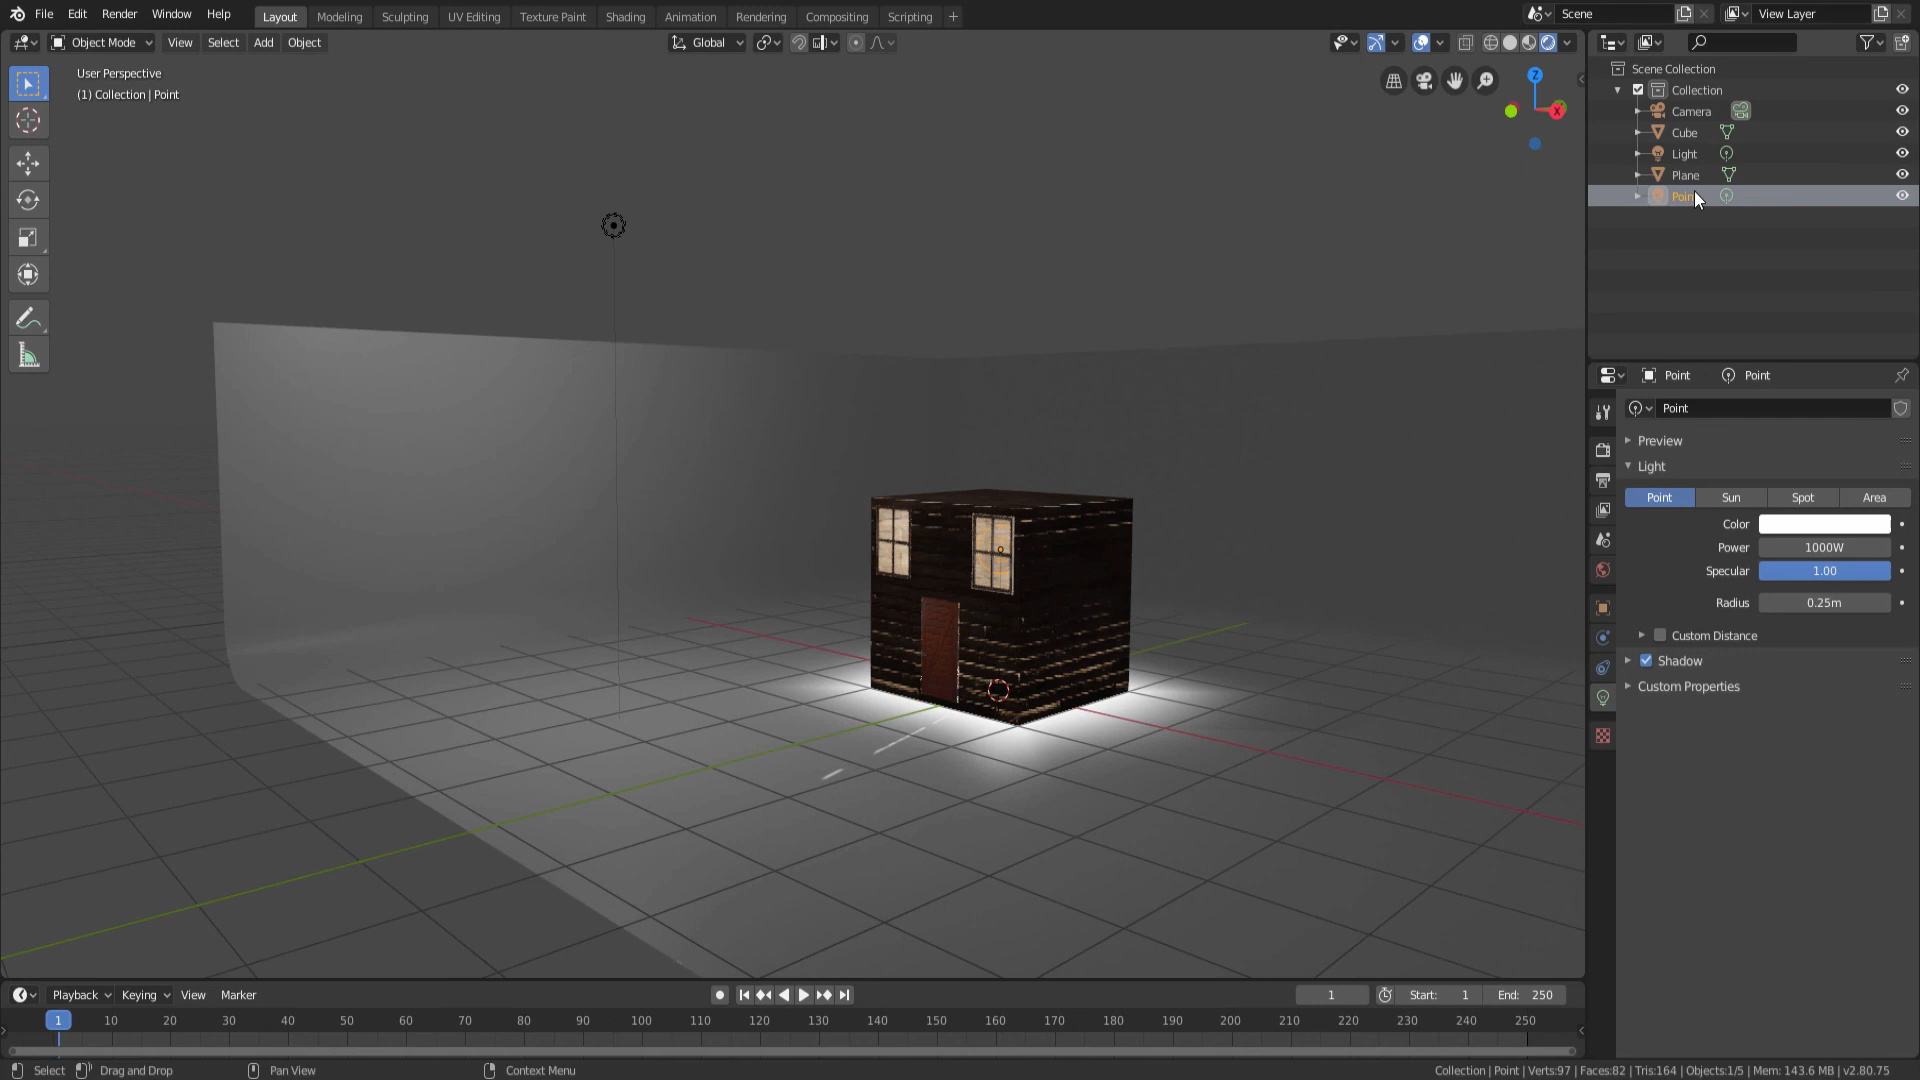 File Edit Render Window Help Layout Modeling Sculpting UV Editing Texture Paint Shading Animation Rendering Compositing Scripting + Scene View Layer
Object Mode View Select Add Object Global
User Perspective
(1) Collection | Point
Z
X
Scene Collection
Collection
Camera
Cube
Light
Plane
Point Point
Point
Preview
Light
Point Sun Spot Area
Color
Power 1000W
Specular 1.00
Radius 0.25m
Custom Distance
Shadow
Custom Properties
Playback Keying View Marker 1 Start: 1 End: 250
1 10 20 30 40 50 60 70 80 90 100 110 120 130 140 150 160 170 180 190 200 210 220 230 240 250
Select Drag and Drop Pan View Context Menu Collection | Point | Verts:97 | Faces:82 | Tris:164 | Objects:1/5 | Mem: 143.6 MB | v2.80.75